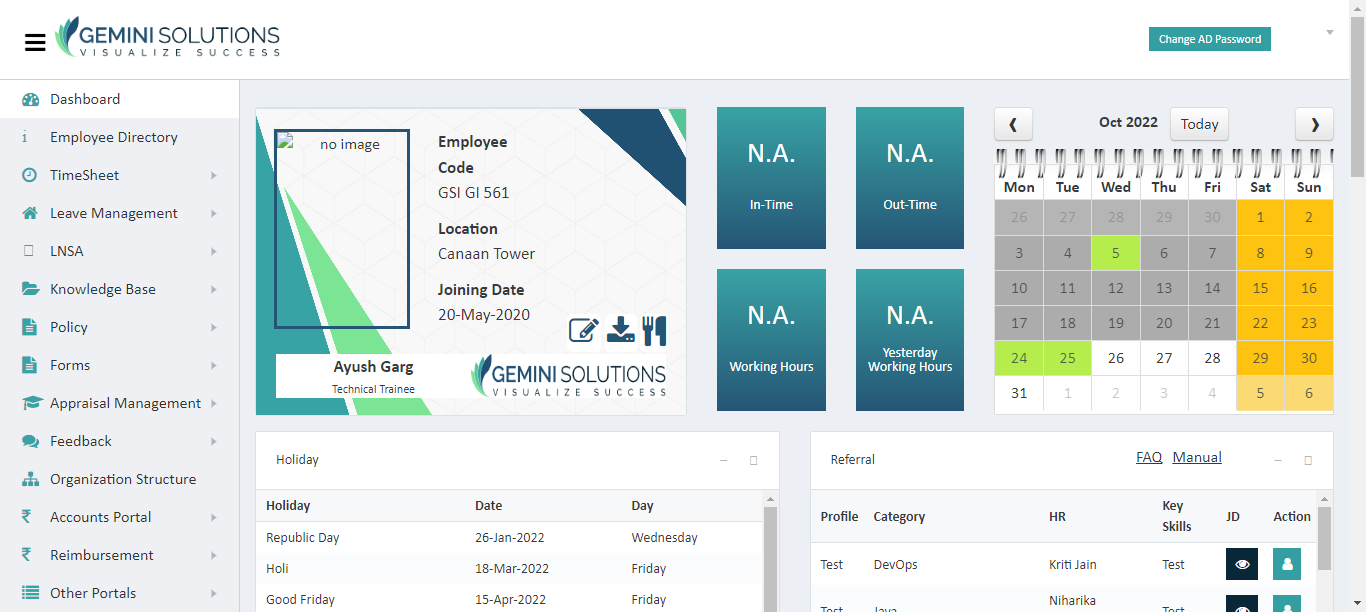 GEMINI SOLUTIONS
VISUALIZE SUCCESS
Change AD Password
Dashboard
Employee Directory
TimeSheet
Leave Management
LNSA
Knowledge Base
Policy
Forms
Appraisal Management
Feedback
Organization Structure
Accounts Portal
Reimbursement
Other Portals
no image
Employee
Code
GSI GI 561
Location
Canaan Tower
Joining Date
20-May-2020
Ayush Garg
Technical Trainee
GEMINI SOLUTIONS
VISUALIZE SUCCESS
N.A.
In-Time
N.A.
Out-Time
N.A.
Working Hours
N.A.
Yesterday
Working Hours
Oct 2022 Today
Mon Tue Wed Thu Fri Sat Sun
26 27 28 29 30 1 2
3 4 5 6 7 8 9
10 11 12 13 14 15 16
17 18 19 20 21 22 23
24 25 26 27 28 29 30
31 1 2 3 4 5 6
Holiday
Holiday Date Day
Republic Day 26-Jan-2022 Wednesday
Holi 18-Mar-2022 Friday
Good Friday 15-Apr-2022 Friday
Referral FAQ Manual
Profile Category HR Key Skills JD Action
Test DevOps Kriti Jain Test
Test Java Niharika Test